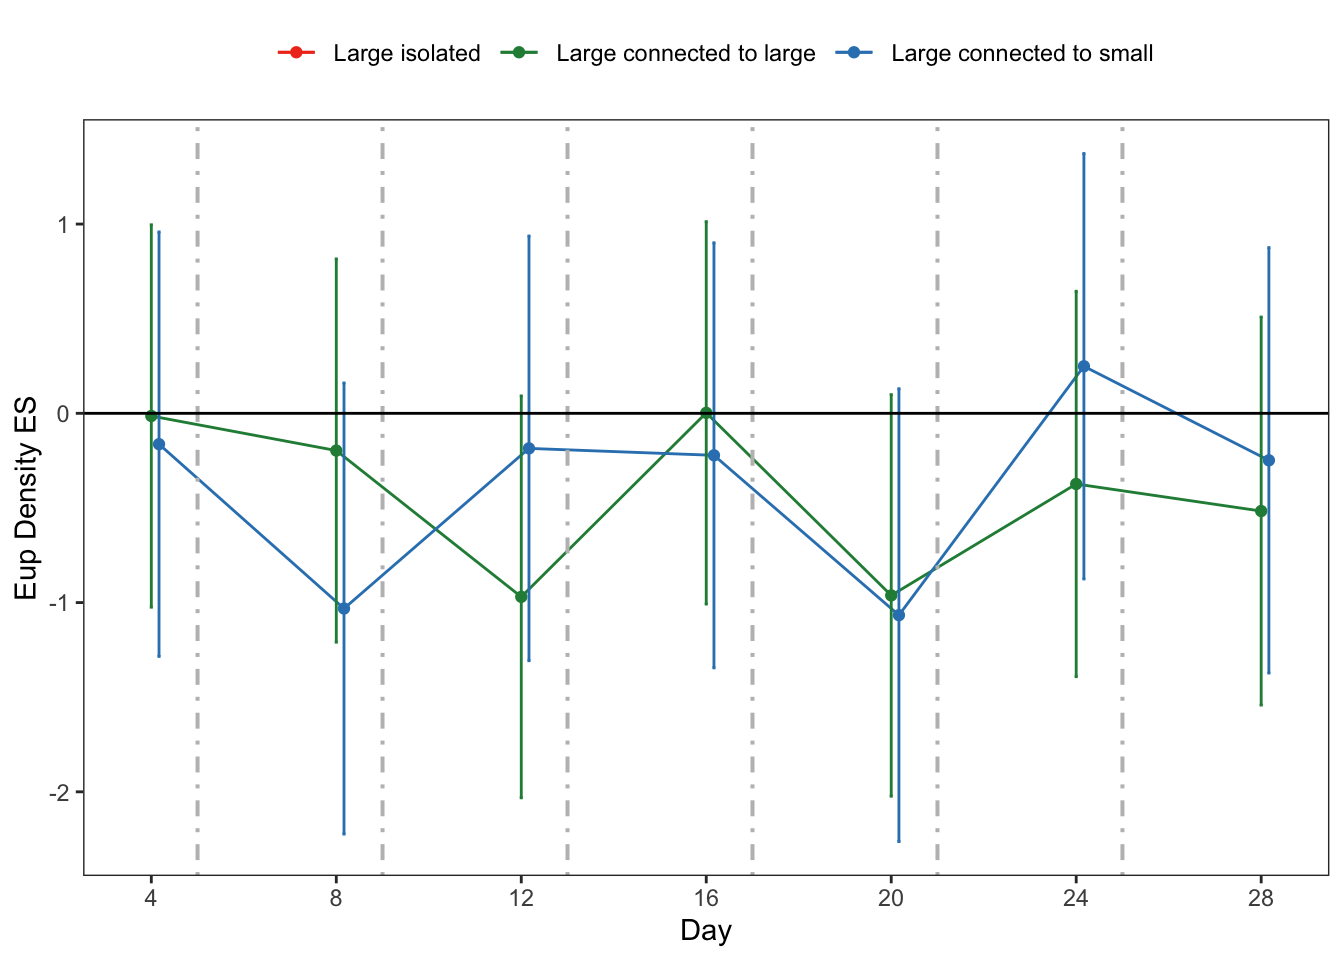 Large isolated Large connected to large Large connected to small
1
0
-1
-2
Eup Density ES
4 8 12 16 20 24 28
Day